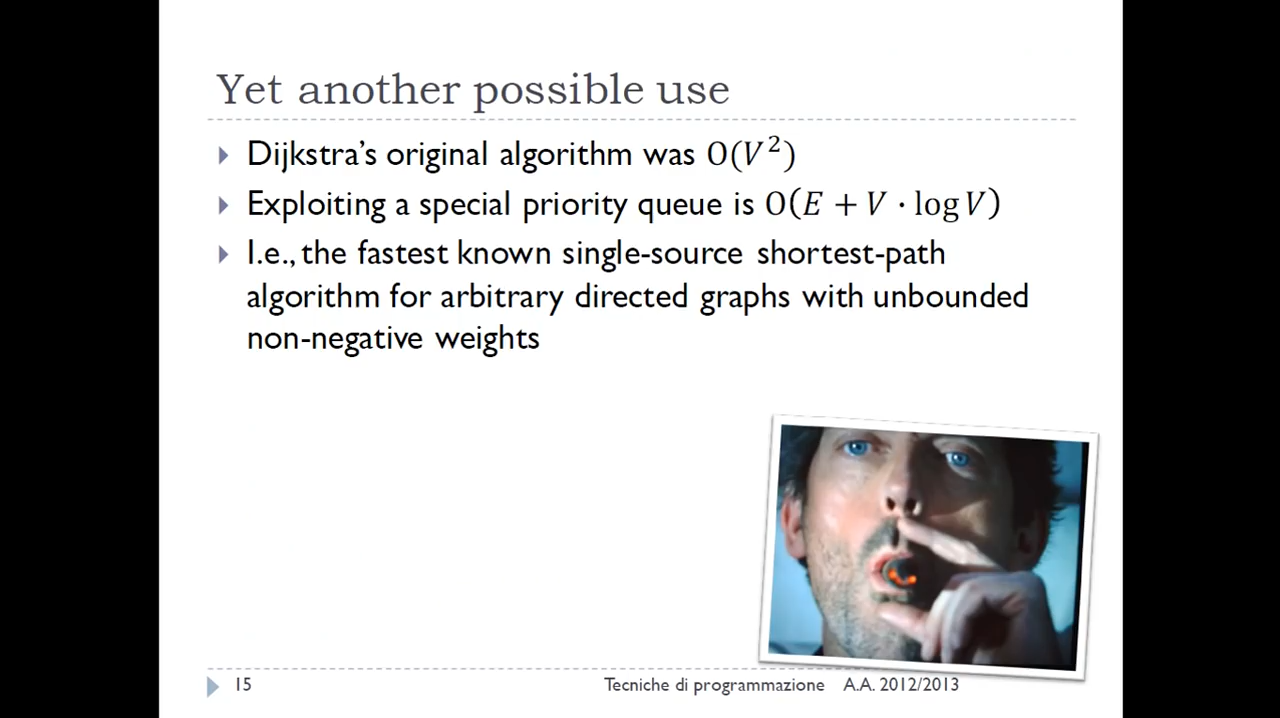 Yet another possible use
Dijkstra's original algorithm was O(V²)
Exploiting a special priority queue is O(E + V · log V)
I.e., the fastest known single-source shortest-path
algorithm for arbitrary directed graphs with unbounded
non-negative weights
15 Tecniche di programmazione A.A. 2012/2013